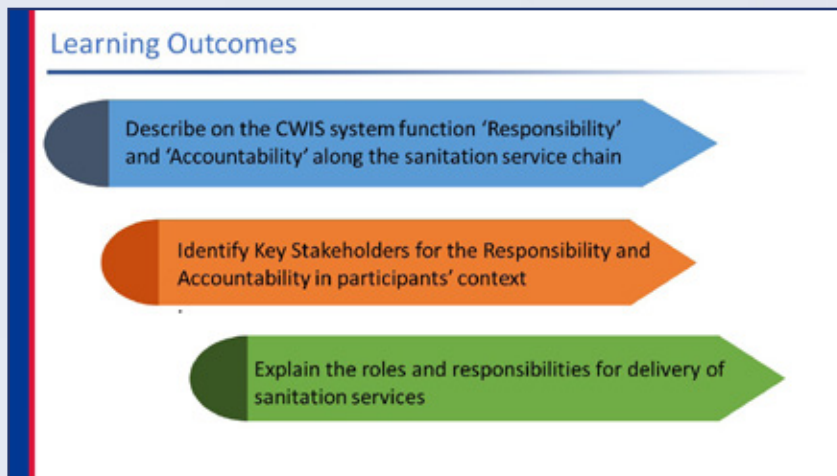 Learning Outcomes
Describe on the CWIS system function ‘Responsibility’
and ‘Accountability’ along the sanitation service chain
Identify Key Stakeholders for the Responsibility and
Accountability in participants’ context
.
Explain the roles and responsibilities for delivery of
sanitation services